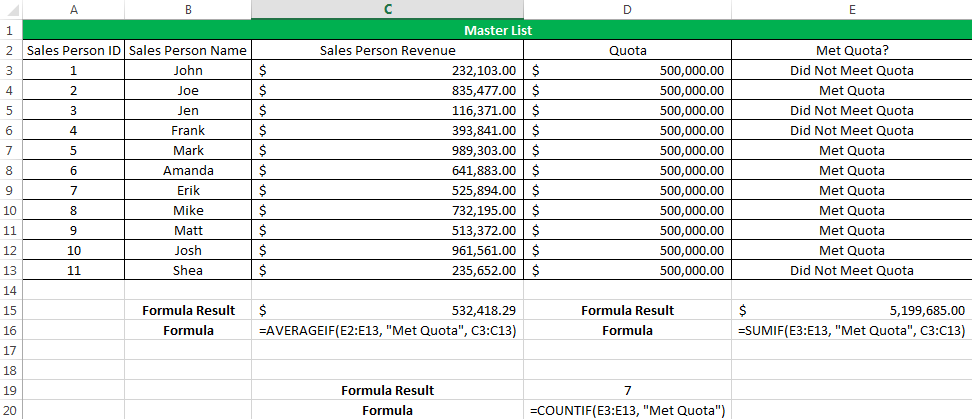 A B C D E
1 Master List
2 Sales Person ID Sales Person Name Sales Person Revenue Quota Met Quota?
3 1 John $ 232,103.00 $ 500,000.00 Did Not Meet Quota
4 2 Joe $ 835,477.00 $ 500,000.00 Met Quota
5 3 Jen $ 116,371.00 $ 500,000.00 Did Not Meet Quota
6 4 Frank $ 393,841.00 $ 500,000.00 Did Not Meet Quota
7 5 Mark $ 989,303.00 $ 500,000.00 Met Quota
8 6 Amanda $ 641,883.00 $ 500,000.00 Met Quota
9 7 Erik $ 525,894.00 $ 500,000.00 Met Quota
10 8 Mike $ 732,195.00 $ 500,000.00 Met Quota
11 9 Matt $ 513,372.00 $ 500,000.00 Met Quota
12 10 Josh $ 961,561.00 $ 500,000.00 Met Quota
13 11 Shea $ 235,652.00 $ 500,000.00 Did Not Meet Quota
14
15 Formula Result $ 532,418.29 Formula Result $ 5,199,685.00
16 Formula =AVERAGEIF(E2:E13, "Met Quota", C3:C13) Formula =SUMIF(E3:E13, "Met Quota", C3:C13)
17
18
19 Formula Result 7
20 Formula =COUNTIF(E3:E13, "Met Quota")